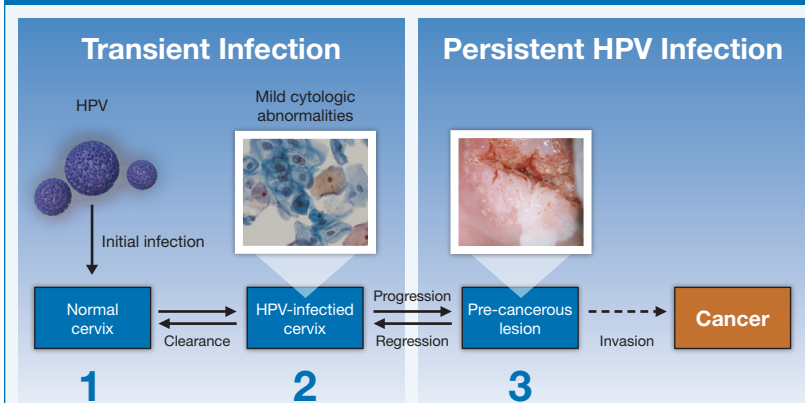 Transient Infection
Persistent HPV Infection
HPV
Mild cytologic
abnormalities
Initial infection
Normal
cervix
Clearance
HPV-infectied
cervix
Progression
Regression
Pre-cancerous
lesion
Invasion
Cancer
1
2
3